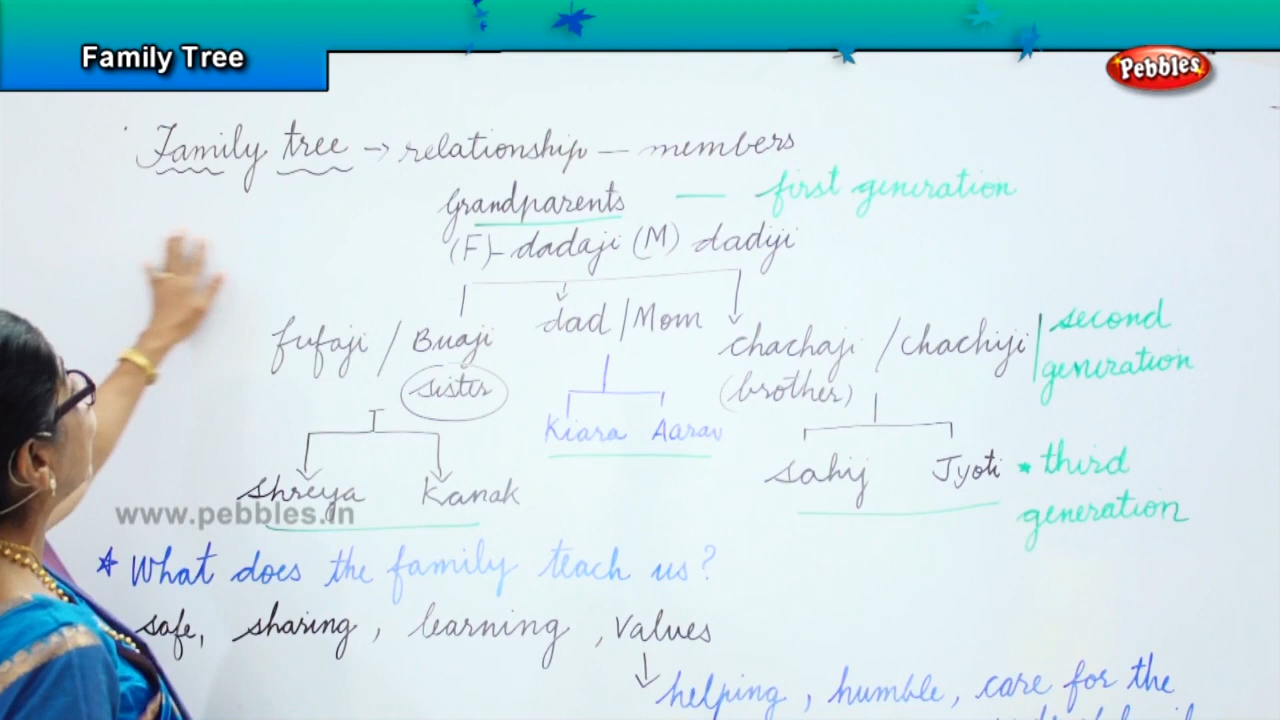 Family Tree
Pebbles
Family tree → relationship — members
Grandparents — first generation
(F)- dadaji (M) dadiji
fufaji / Buaji dad / Mom chachaji / chachiji second generation
sister (brother)
Kiara Aarav
Shreya Kanak Sahij Jyoti * third generation
www.pebbles.in
* What does the family teach us?
safe, sharing, learning, values
helping, humble, care for the